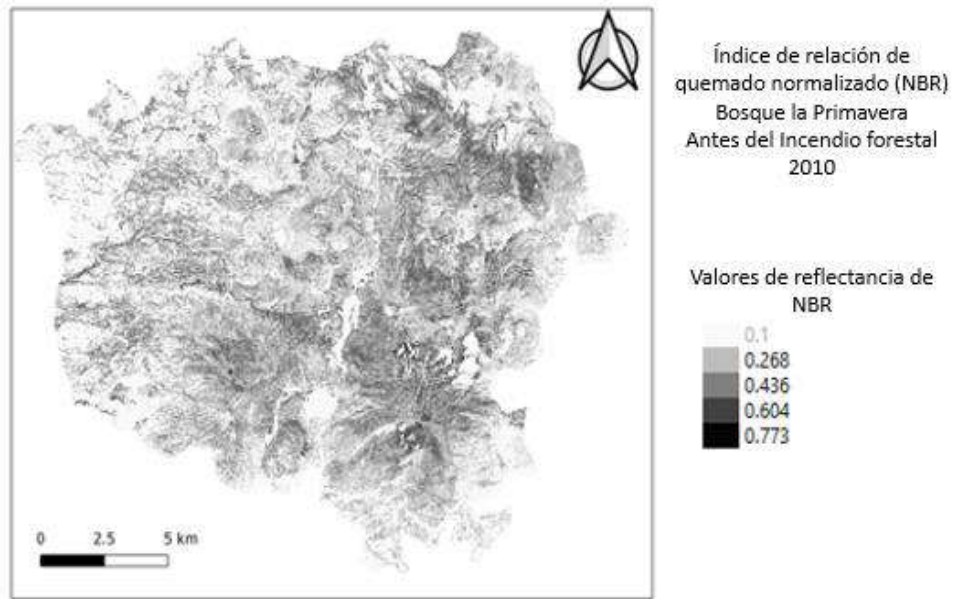 Índice de relación de
quemado normalizado (NBR)
Bosque la Primavera
Antes del Incendio forestal
2010
Valores de reflectancia de
NBR
0.1
0.268
0.436
0.604
0.773
0 2.5 5 km